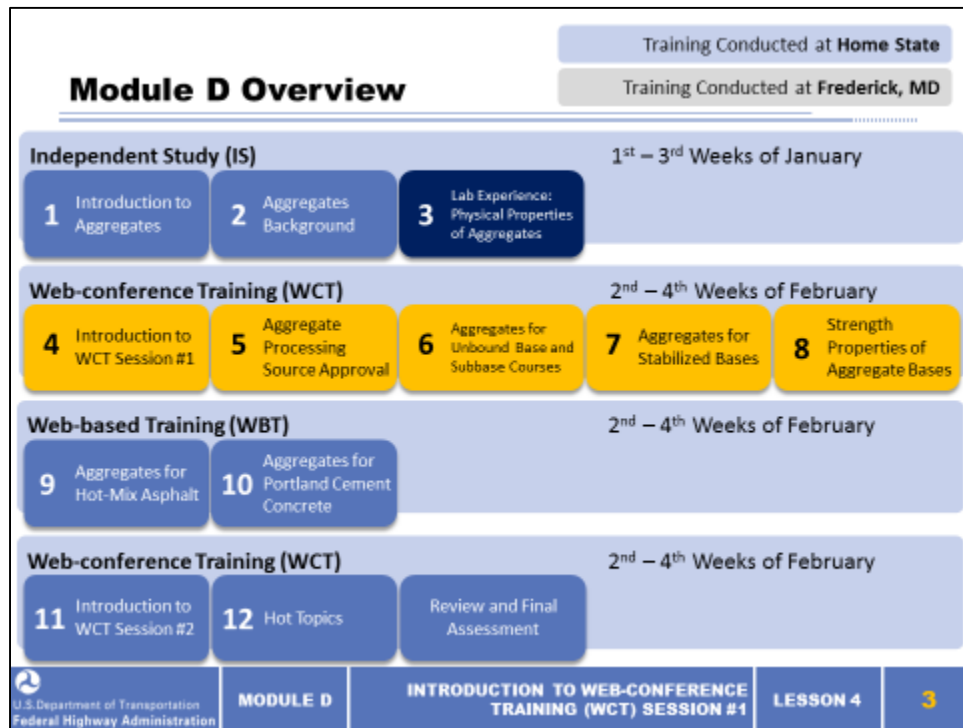 Training Conducted at Home State
Module D Overview
Training Conducted at Frederick, MD
Independent Study (IS)
1st – 3rd Weeks of January
1
Introduction to
Aggregates
2
Aggregates
Background
3
Lab Experience:
Physical Properties
of Aggregates
Web-conference Training (WCT)
2nd – 4th Weeks of February
4
Introduction to
WCT Session #1
5
Aggregate
Processing
Source Approval
6
Aggregates for
Unbound Base and
Subbase Courses
7
Aggregates for
Stabilized Bases
8
Strength
Properties of
Aggregate Bases
Web-based Training (WBT)
2nd – 4th Weeks of February
9
Aggregates for
Hot-Mix Asphalt
10
Aggregates for
Portland Cement
Concrete
Web-conference Training (WCT)
2nd – 4th Weeks of February
11
Introduction to
WCT Session #2
12
Hot Topics
Review and Final
Assessment
U.S.Department of Transportation
Federal Highway Administration
MODULE D
INTRODUCTION TO WEB-CONFERENCE
TRAINING (WCT) SESSION #1
LESSON 4
3